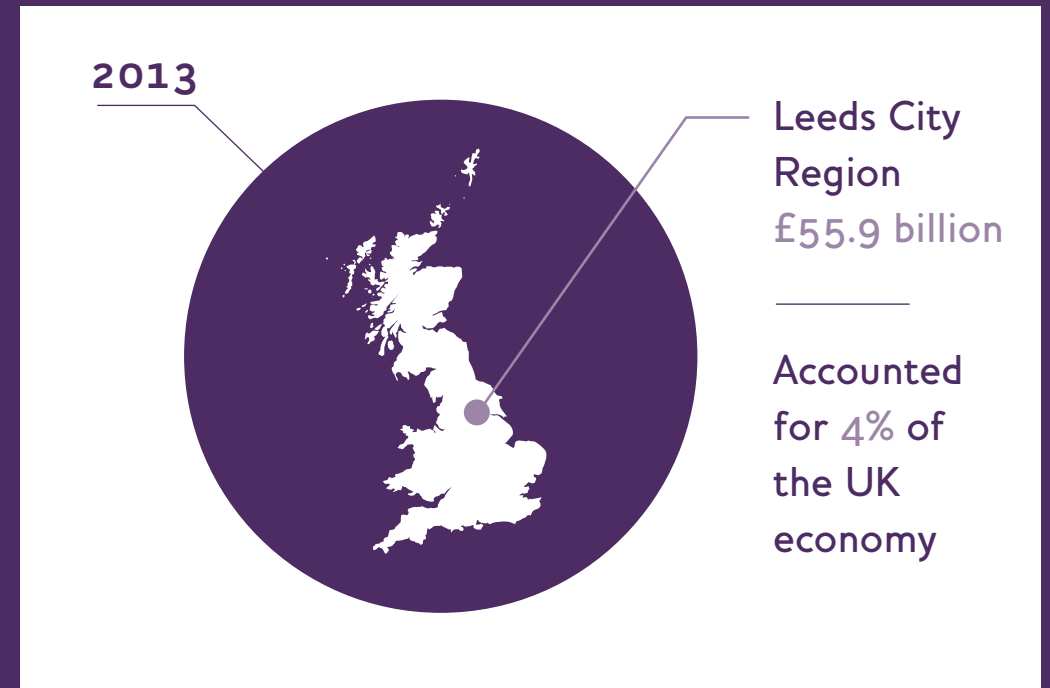 2013
Leeds City
Region
£55.9 billion
Accounted
for 4% of
the UK
economy